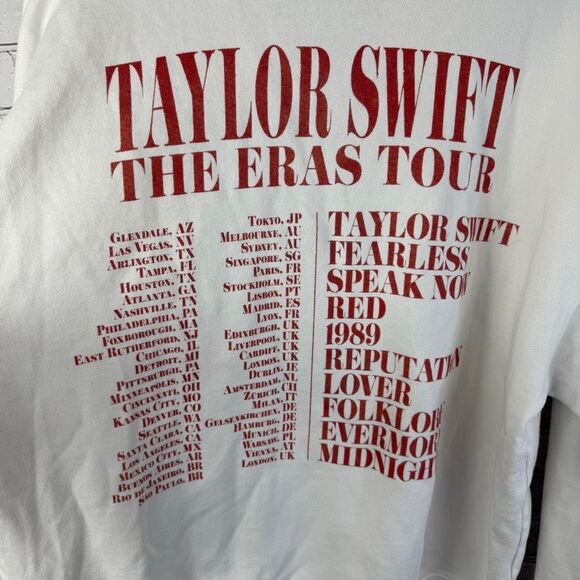 TAYLOR SWIFT
THE ERAS TOUR
GLENDALE, AZ
LAS VEGAS, NV
ARLINGTON, TX
TAMPA, FL
HOUSTON, TX
ATLANTA, GA
NASHVILLE, TN
PHILADELPHIA, PA
FOXBOROUGH, MA
EAST RUTHERFORD, NJ
CHICAGO, IL
DETROIT, MI
PITTSBURGH, PA
MINNEAPOLIS, MN
CINCINNATI, OH
KANSAS CITY, MO
DENVER, CO
SEATTLE, WA
SANTA CLARA, CA
LOS ANGELES, CA
MEXICO CITY, MX
BUENOS AIRES, AR
RIO DE JANEIRO, BR
SÃO PAULO, BR
TOKYO, JP
MELBOURNE, AU
SYDNEY, AU
SINGAPORE, SG
PARIS, FR
STOCKHOLM, SE
LISBON, PT
MADRID, ES
LYON, FR
EDINBURGH, UK
LIVERPOOL, UK
CARDIFF, UK
LONDON, UK
DUBLIN, IE
AMSTERDAM, NL
ZURICH, CH
MILAN, IT
GELSENKIRCHEN, DE
HAMBURG, DE
MUNICH, DE
WARSAW, PL
VIENNA, AT
LONDON, UK
TAYLOR SWIFT
FEARLESS
SPEAK NOW
RED
1989
REPUTATION
LOVER
FOLKLORE
EVERMORE
MIDNIGHT